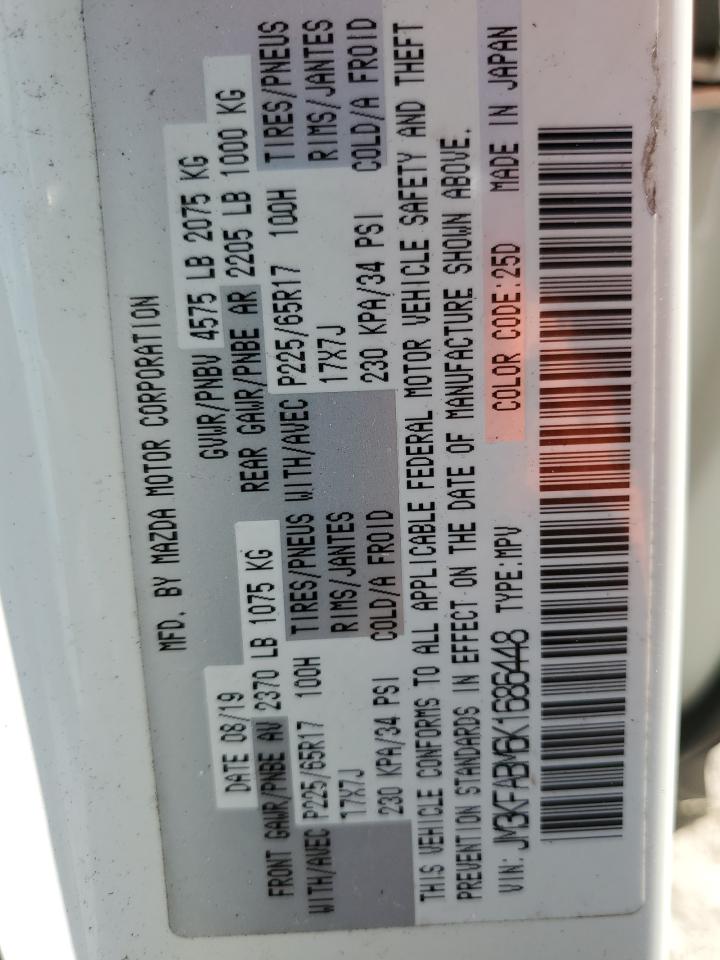 MFD. BY MAZDA MOTOR CORPORATION
DATE 08/19 GVWR/PNBV 4575 LB 2075 KG
FRONT GAWR/PNBE AV 2370 LB 1075 KG REAR GAWR/PNBE AR 2205 LB 1000 KG
WITH/AVEC P225/65R17 100H TIRES/PNEUS WITH/AVEC P225/65R17 100H TIRES/PNEUS
17X7J RIMS/JANTES 17X7J RIMS/JANTES
230 KPA/34 PSI COLD/A FROID 230 KPA/34 PSI COLD/A FROID
THIS VEHICLE CONFORMS TO ALL APPLICABLE FEDERAL MOTOR VEHICLE SAFETY AND THEFT
PREVENTION STANDARDS IN EFFECT ON THE DATE OF MANUFACTURE SHOWN ABOVE.
VIN: JM3KFABM6K1686448 TYPE:MPV COLOR CODE:25D MADE IN JAPAN